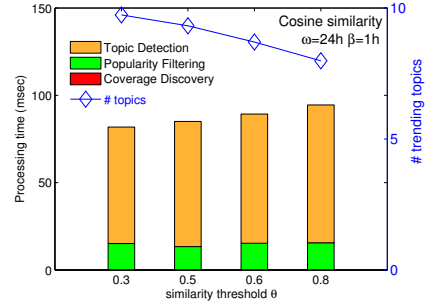 150
10
Cosine similarity
ω=24h β=1h
Topic Detection
Popularity Filtering
Coverage Discovery
# topics
100
50
0
5
0
Processing time (msec)
# trending topics
0.3 0.5 0.6 0.8
similarity threshold θ